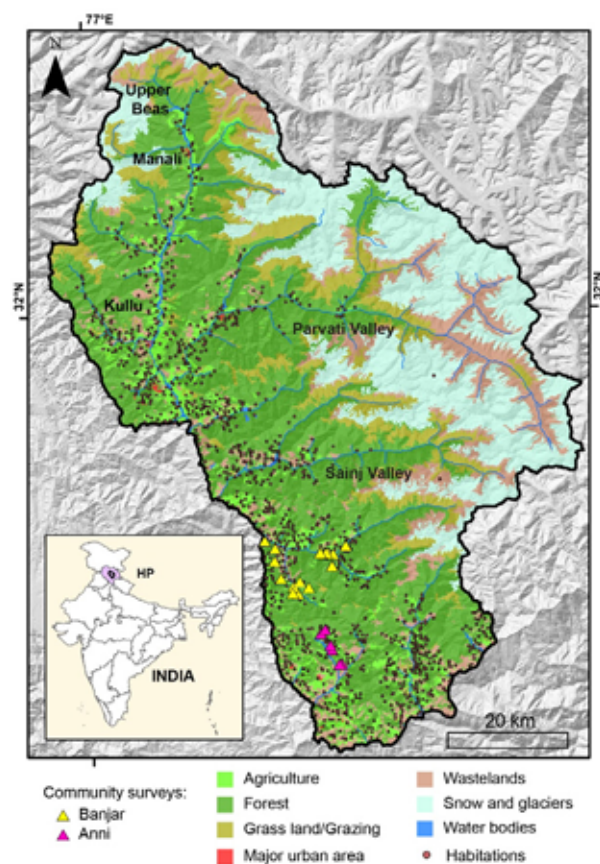 77°E
N
Upper
Beas
Manali
32°N
32°N
Kullu
Parvati Valley
Sainj Valley
HP
INDIA
20 km
Community surveys:
Banjar
Anni
Agriculture
Forest
Grass land/Grazing
Major urban area
Wastelands
Snow and glaciers
Water bodies
Habitations